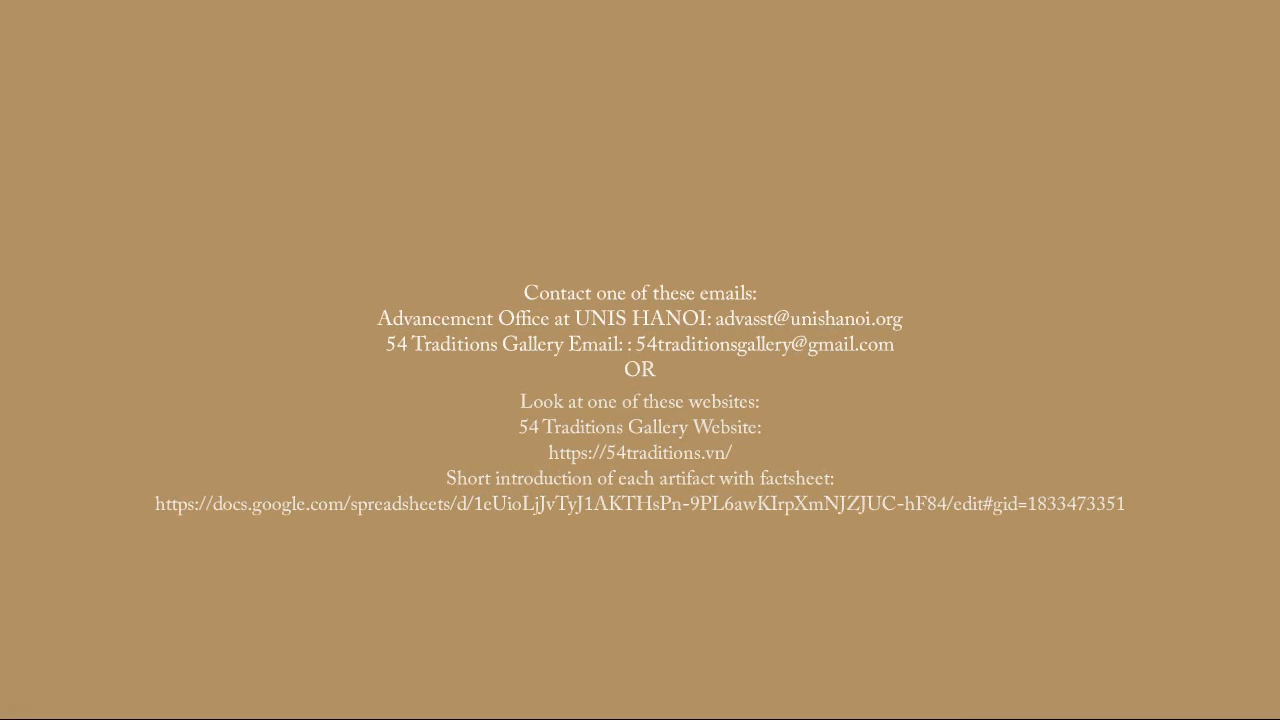 Contact one of these emails:
Advancement Office at UNIS HANOI: advasst@unishanoi.org
54 Traditions Gallery Email: : 54traditionsgallery@gmail.com
OR
Look at one of these websites:
54 Traditions Gallery Website:
https://54traditions.vn/
Short introduction of each artifact with factsheet:
https://docs.google.com/spreadsheets/d/1eUioLjJvTyJ1AKTHsPn-9PL6awKIrpXmNJZJUC-hF84/edit#gid=1833473351